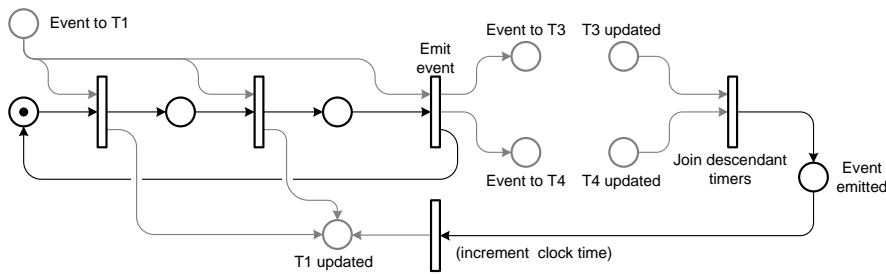 Event to T1
Emit
event
Event to T3
T3 updated
Event to T4
T4 updated
Join descendant
timers
Event
emitted
T1 updated
(increment clock time)